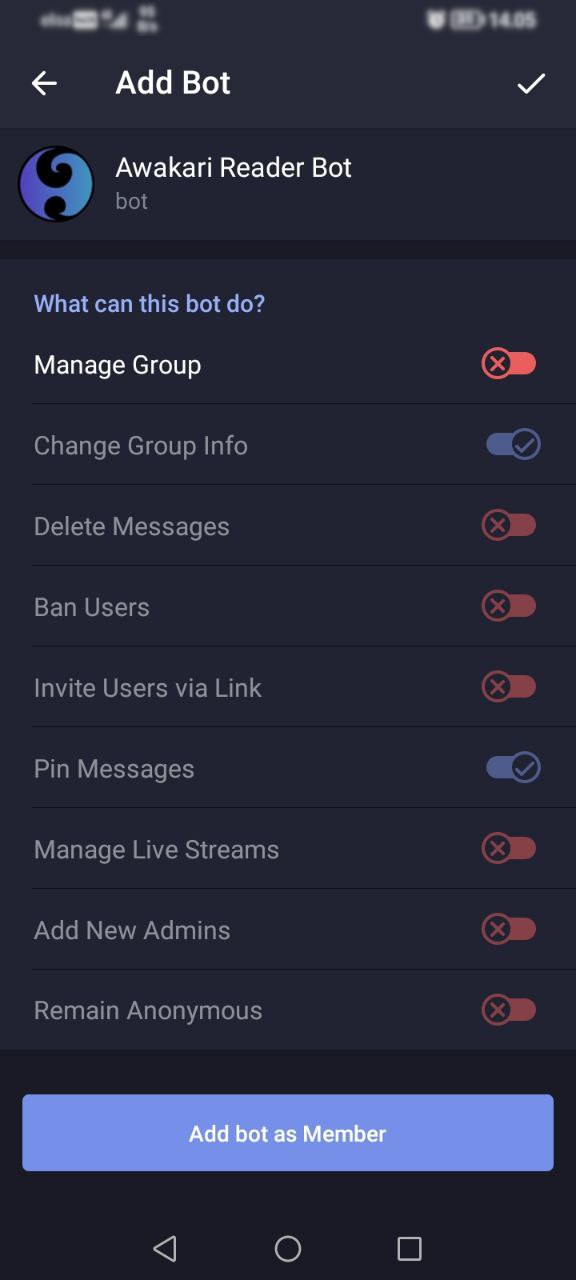 14.05
Add Bot
Awakari Reader Bot
bot
What can this bot do?
Manage Group
Change Group Info
Delete Messages
Ban Users
Invite Users via Link
Pin Messages
Manage Live Streams
Add New Admins
Remain Anonymous
Add bot as Member